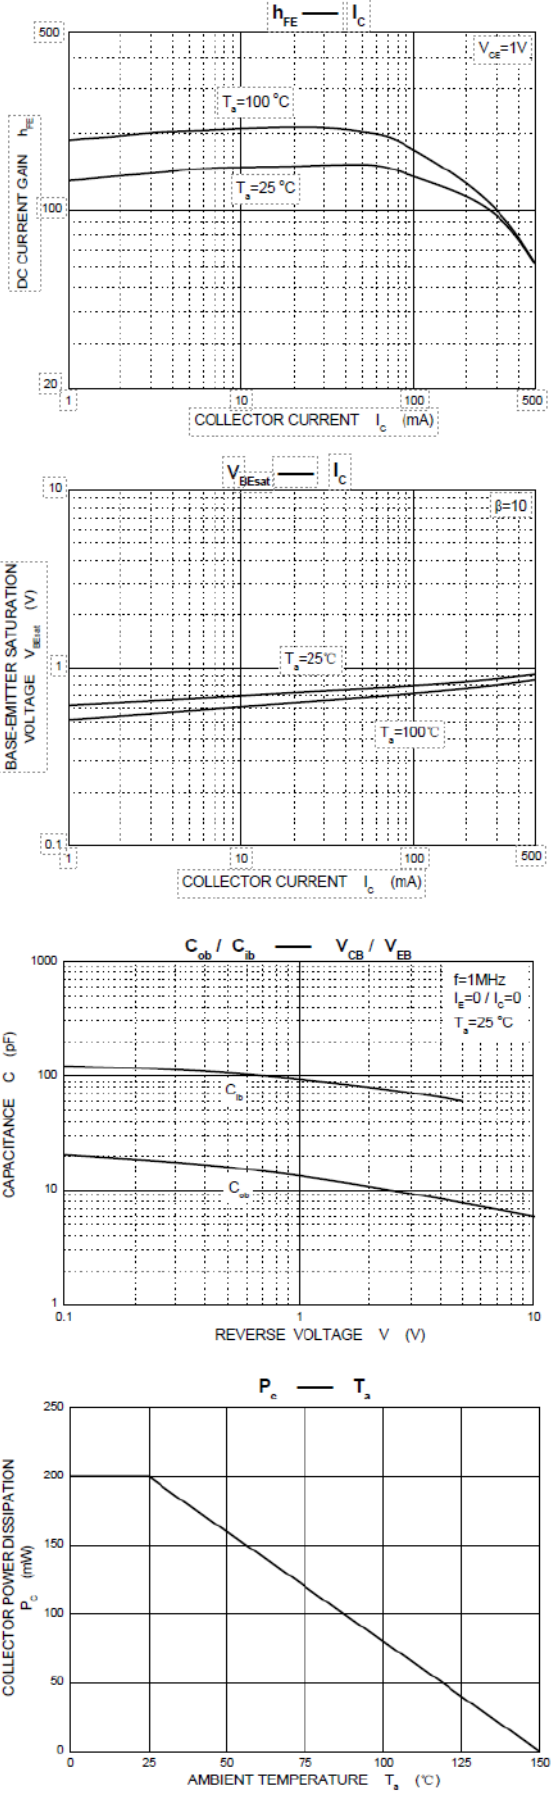 hFE —— IC
500
VCE=1V
Ta=100 °C
Ta=25 °C
DC CURRENT GAIN hFE
100
20
1 10 100 500
COLLECTOR CURRENT IC (mA)
VBEsat —— IC
10
β=10
Ta=25℃
BASE-EMITTER SATURATION
VOLTAGE VBEsat (V)
1
Ta=100℃
0.1
1 10 100 500
COLLECTOR CURRENT IC (mA)
Cob / Cib —— VCB / VEB
1000
f=1MHz
IE=0 / IC=0
Ta=25 °C
CAPACITANCE C (pF)
100
Cib
10
Cob
1
0.1 1 10
REVERSE VOLTAGE V (V)
Pc —— Ta
250
200
COLLECTOR POWER DISSIPATION
Pc (mW)
150
100
50
0
0 25 50 75 100 125 150
AMBIENT TEMPERATURE Ta (℃)